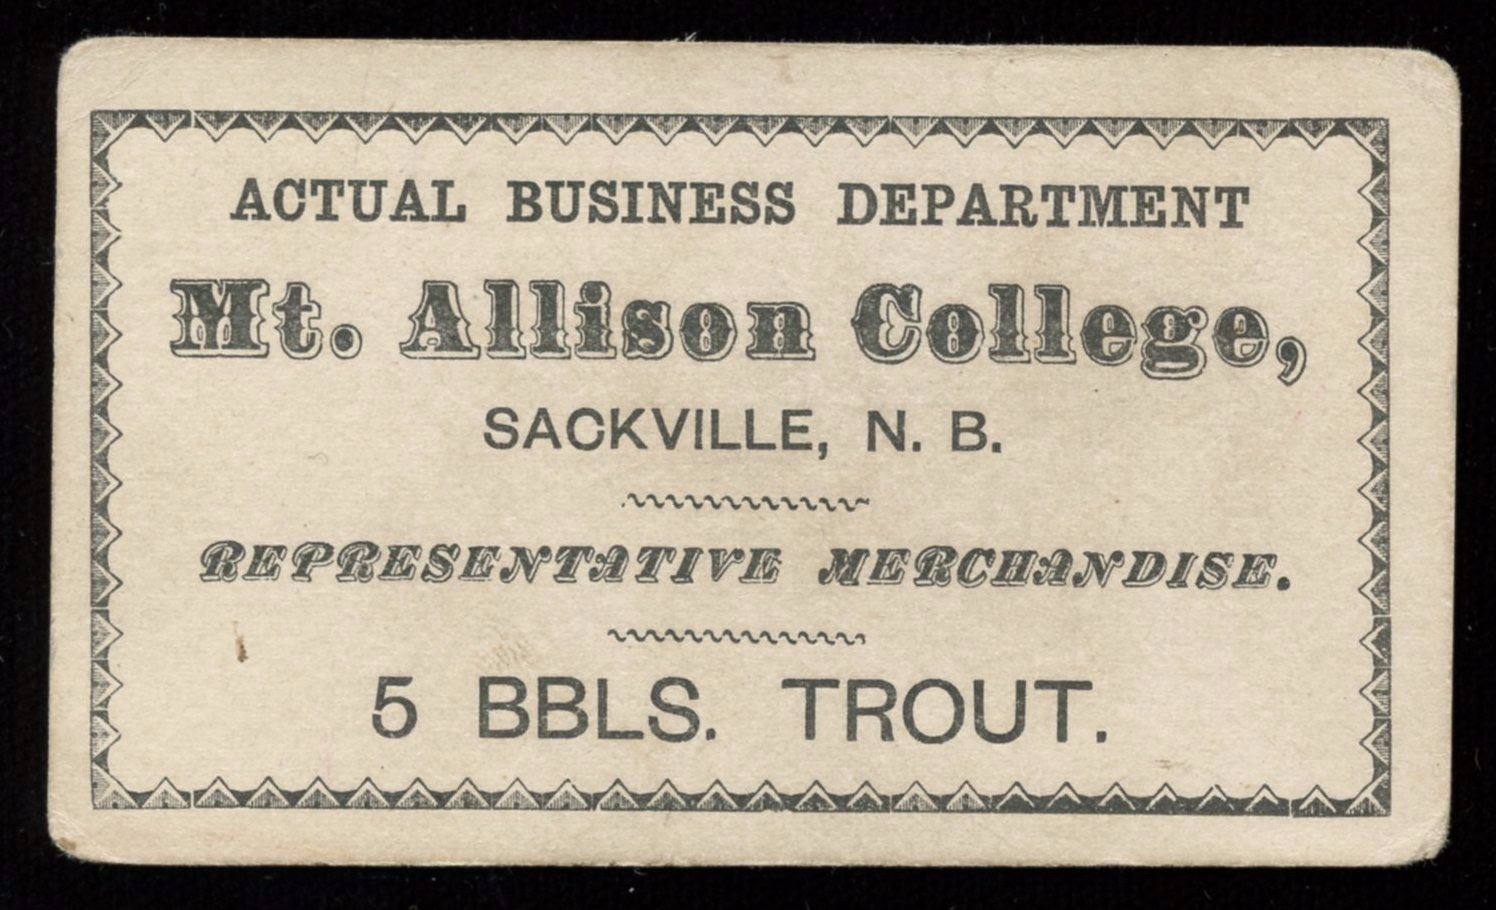 ACTUAL BUSINESS DEPARTMENT
Mt. Allison College,
SACKVILLE, N. B.
REPRESENTATIVE MERCHANDISE.
5 BBLS. TROUT.